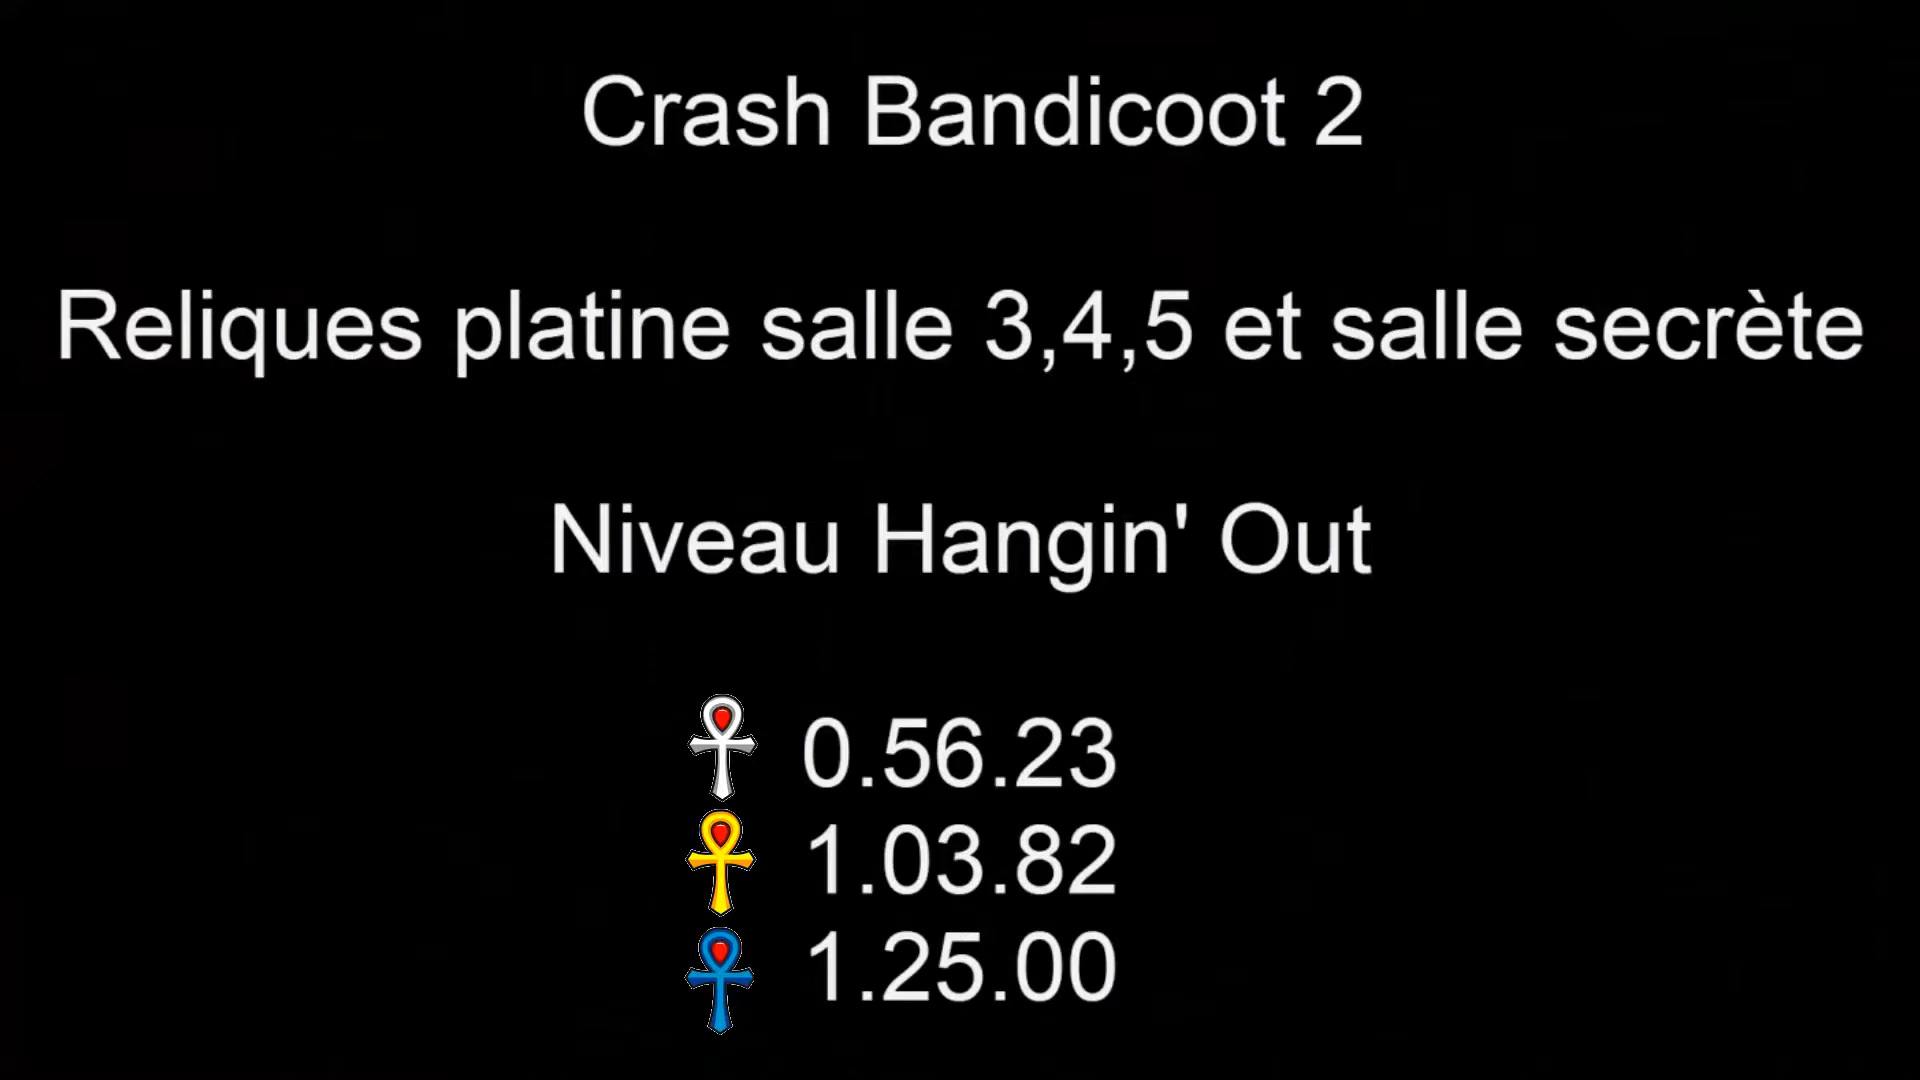 Crash Bandicoot 2
Reliques platine salle 3,4,5 et salle secrète
Niveau Hangin' Out
0.56.23
1.03.82
1.25.00